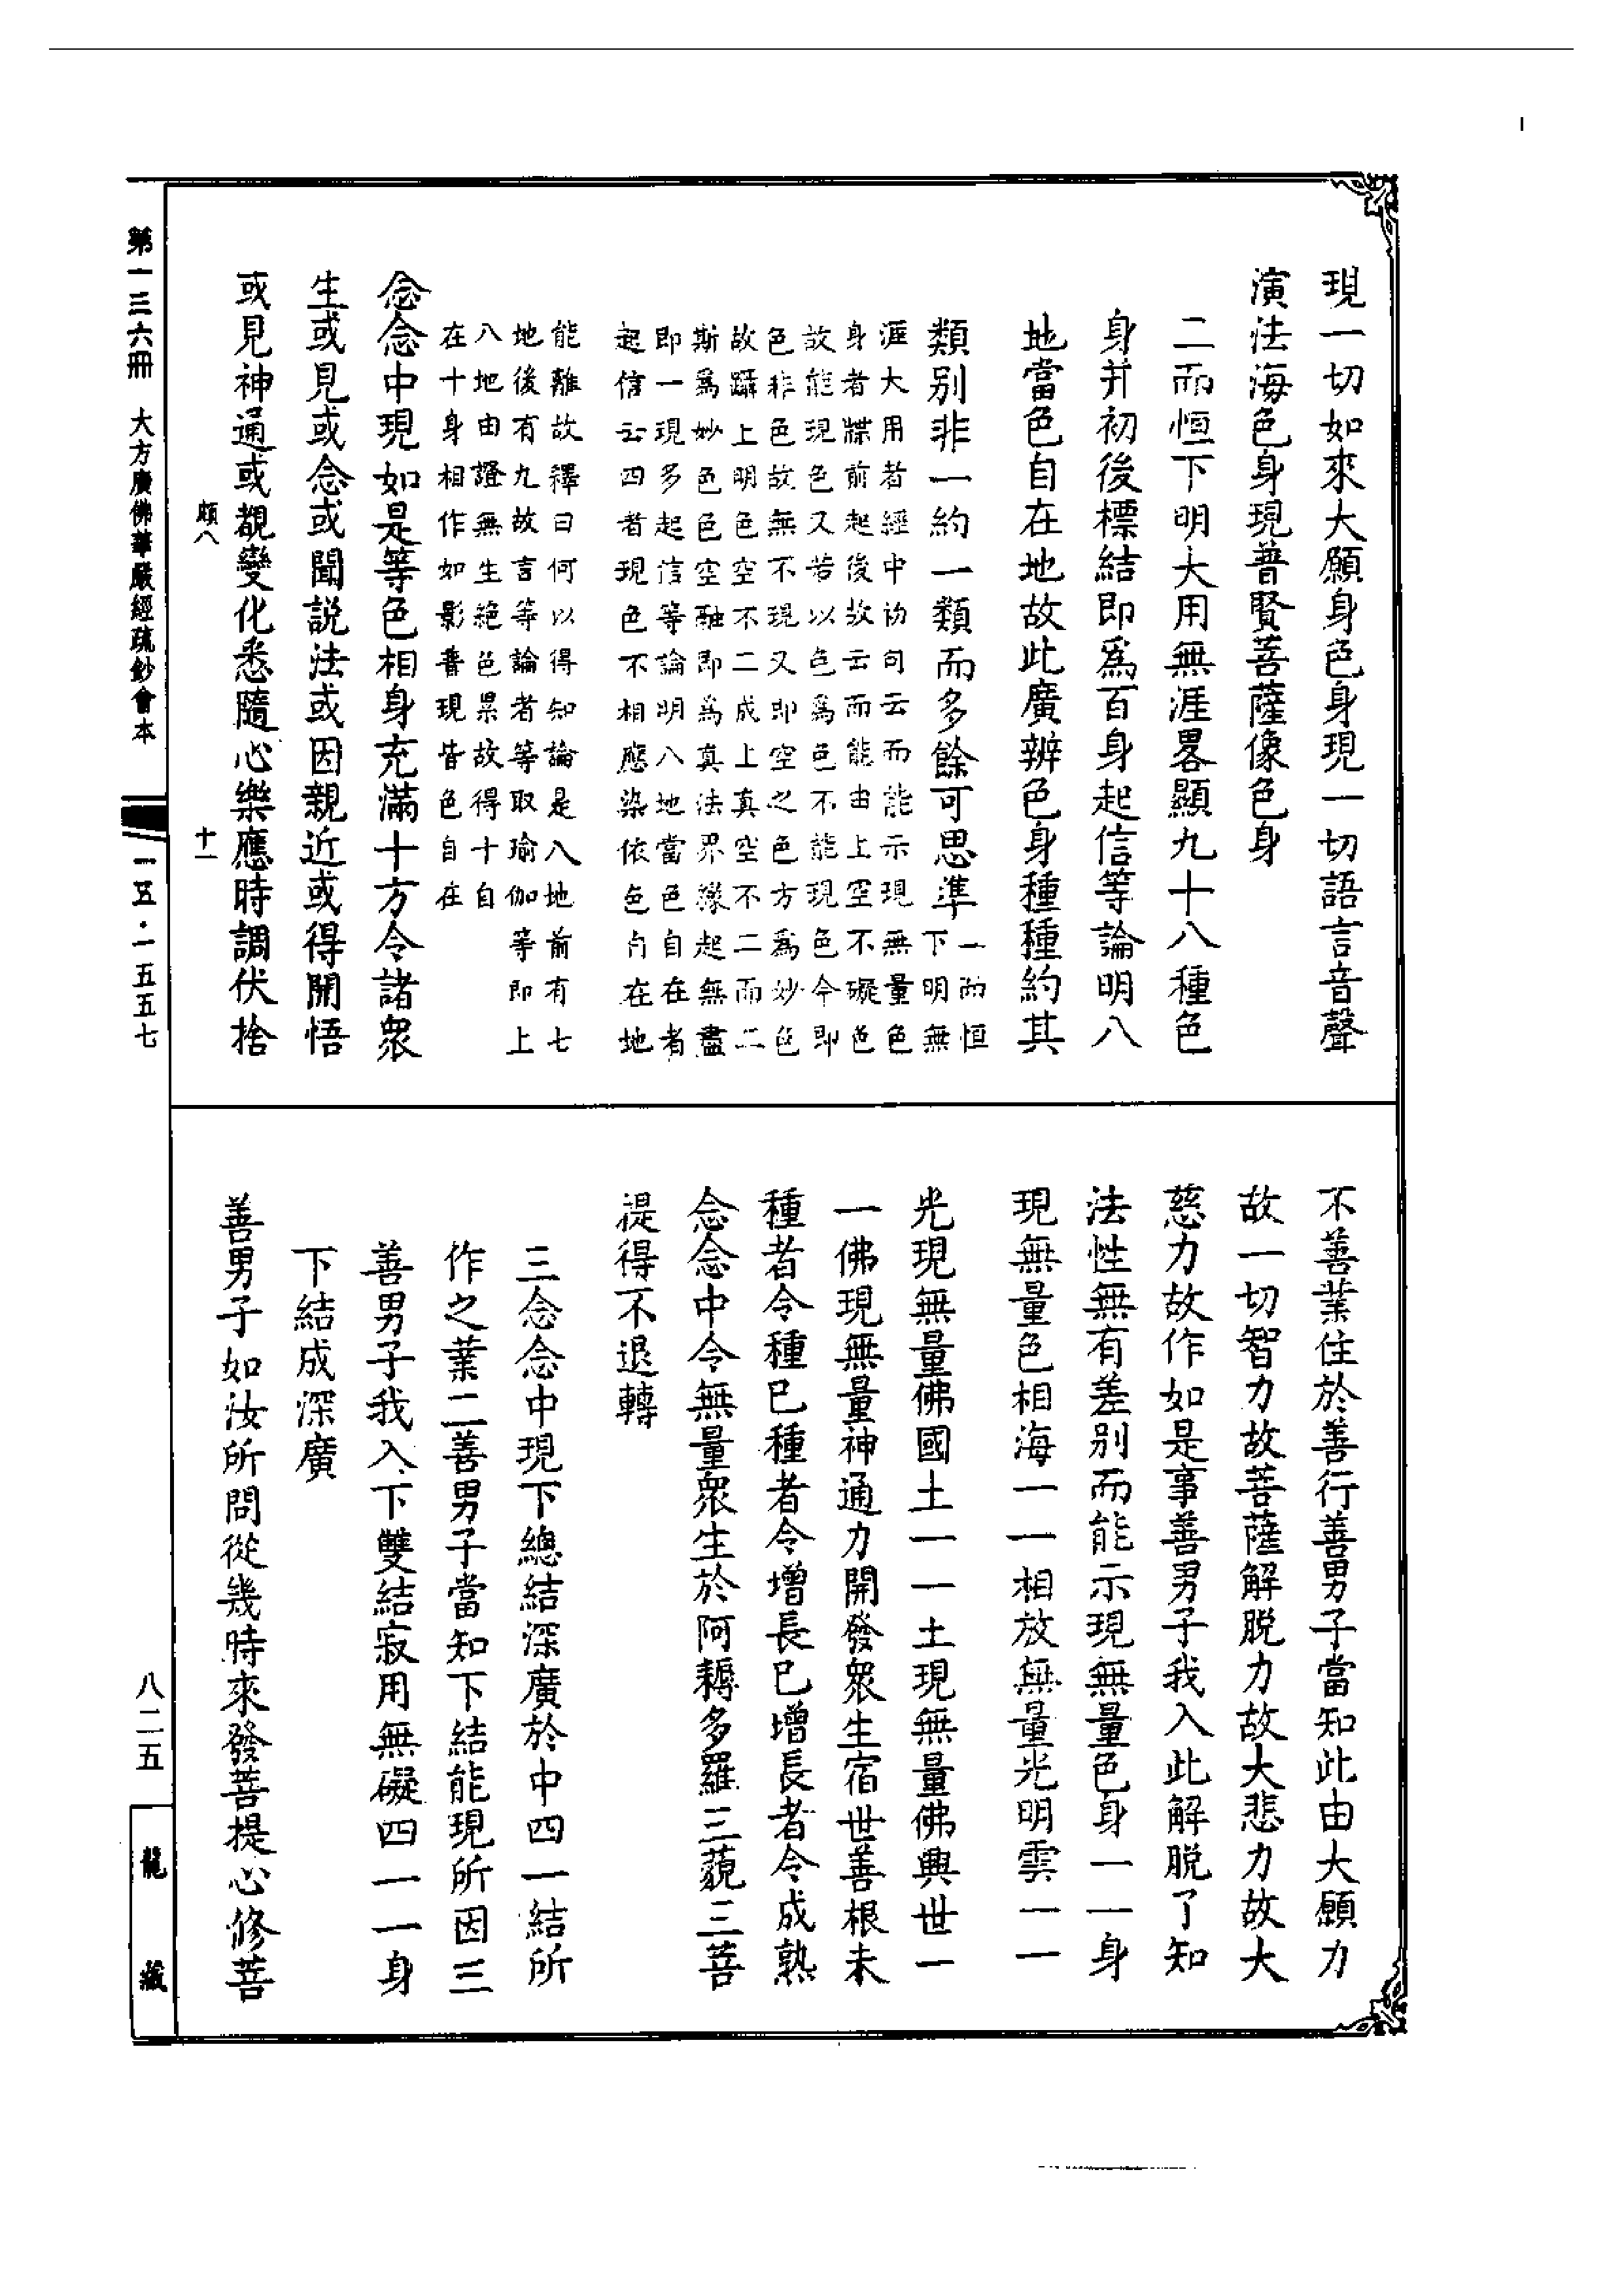 現一切如來大願身色身現一切語言音聲
演法海色身現普賢菩薩像色身
二而恒下明大用無涯畧顯九十八種色
身并初後標結即爲百身起信等論明八
地當色自在地故此廣辨色身種種約其
類别非一約一類而多餘可思準
一而恒
下明無
涯大用者經中初句云而能示現無量色
身者牒前起後故云而能由上空不礙色
故能現色又若以色爲色不能現色今即
色非色故無不現又即空之色方爲妙色
故躡上明色空不二成上真空不二而二
斯爲妙色色空融即爲真法界緣起無盡
即一現多起信等論明八地當色自在者
起信云四者現色不相應染依色自在地
能離故釋曰何以得知論是八地前有七
地後有九故言等論者等取瑜伽等即上
八地由證無生絕色累故得十自
在十身相作如影普現皆色自在
念念中現如是等色相身充滿十方令諸衆
生或見或念或聞説法或因親近或得開悟
或見神通或覩變化悉隨心樂應時調伏捨
不善業住於善行善男子當知此由大願力
故一切智力故菩薩解脱力故大悲力故大
慈力故作如是事善男子我入此解脱了知
法性無有差别而能示現無量色身一一身
現無量色相海一一相放無量光明雲一一
光現無量佛國土一一土現無量佛興世一
一佛現無量神通力開發衆生宿世善根未
種者令種已種者令增長已增長者令成熟
念念中令無量衆生於阿耨多羅三藐三菩
提得不退轉
三念念中現下總結深廣於中四一結所
作之業二善男子當知下結能現所因三
善男子我入下雙結寂用無礙四一一身
下結成深廣
善男子如汝所問從幾時來發菩提心修菩
頗八
十一
第一三六冊
大方廣佛華嚴經疏鈔會本
一五·一五五七
八二五
龍藏